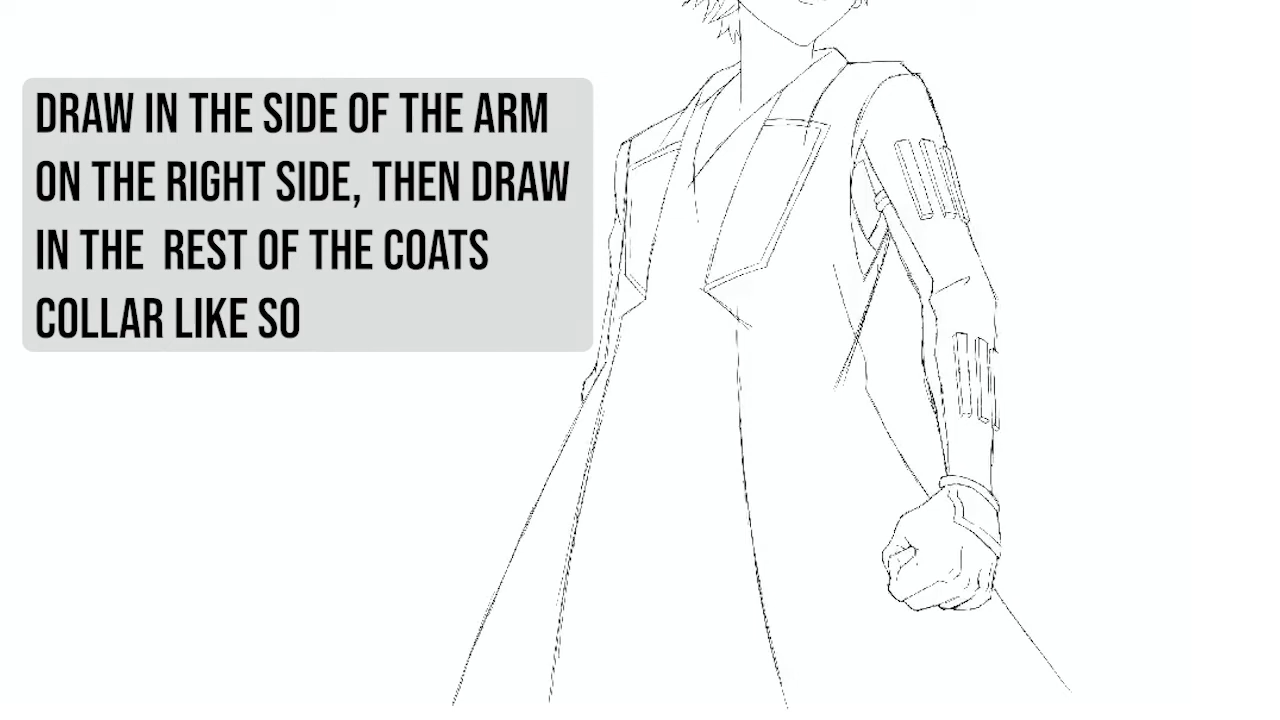 DRAW IN THE SIDE OF THE ARM
ON THE RIGHT SIDE, THEN DRAW
IN THE REST OF THE COATS
COLLAR LIKE SO